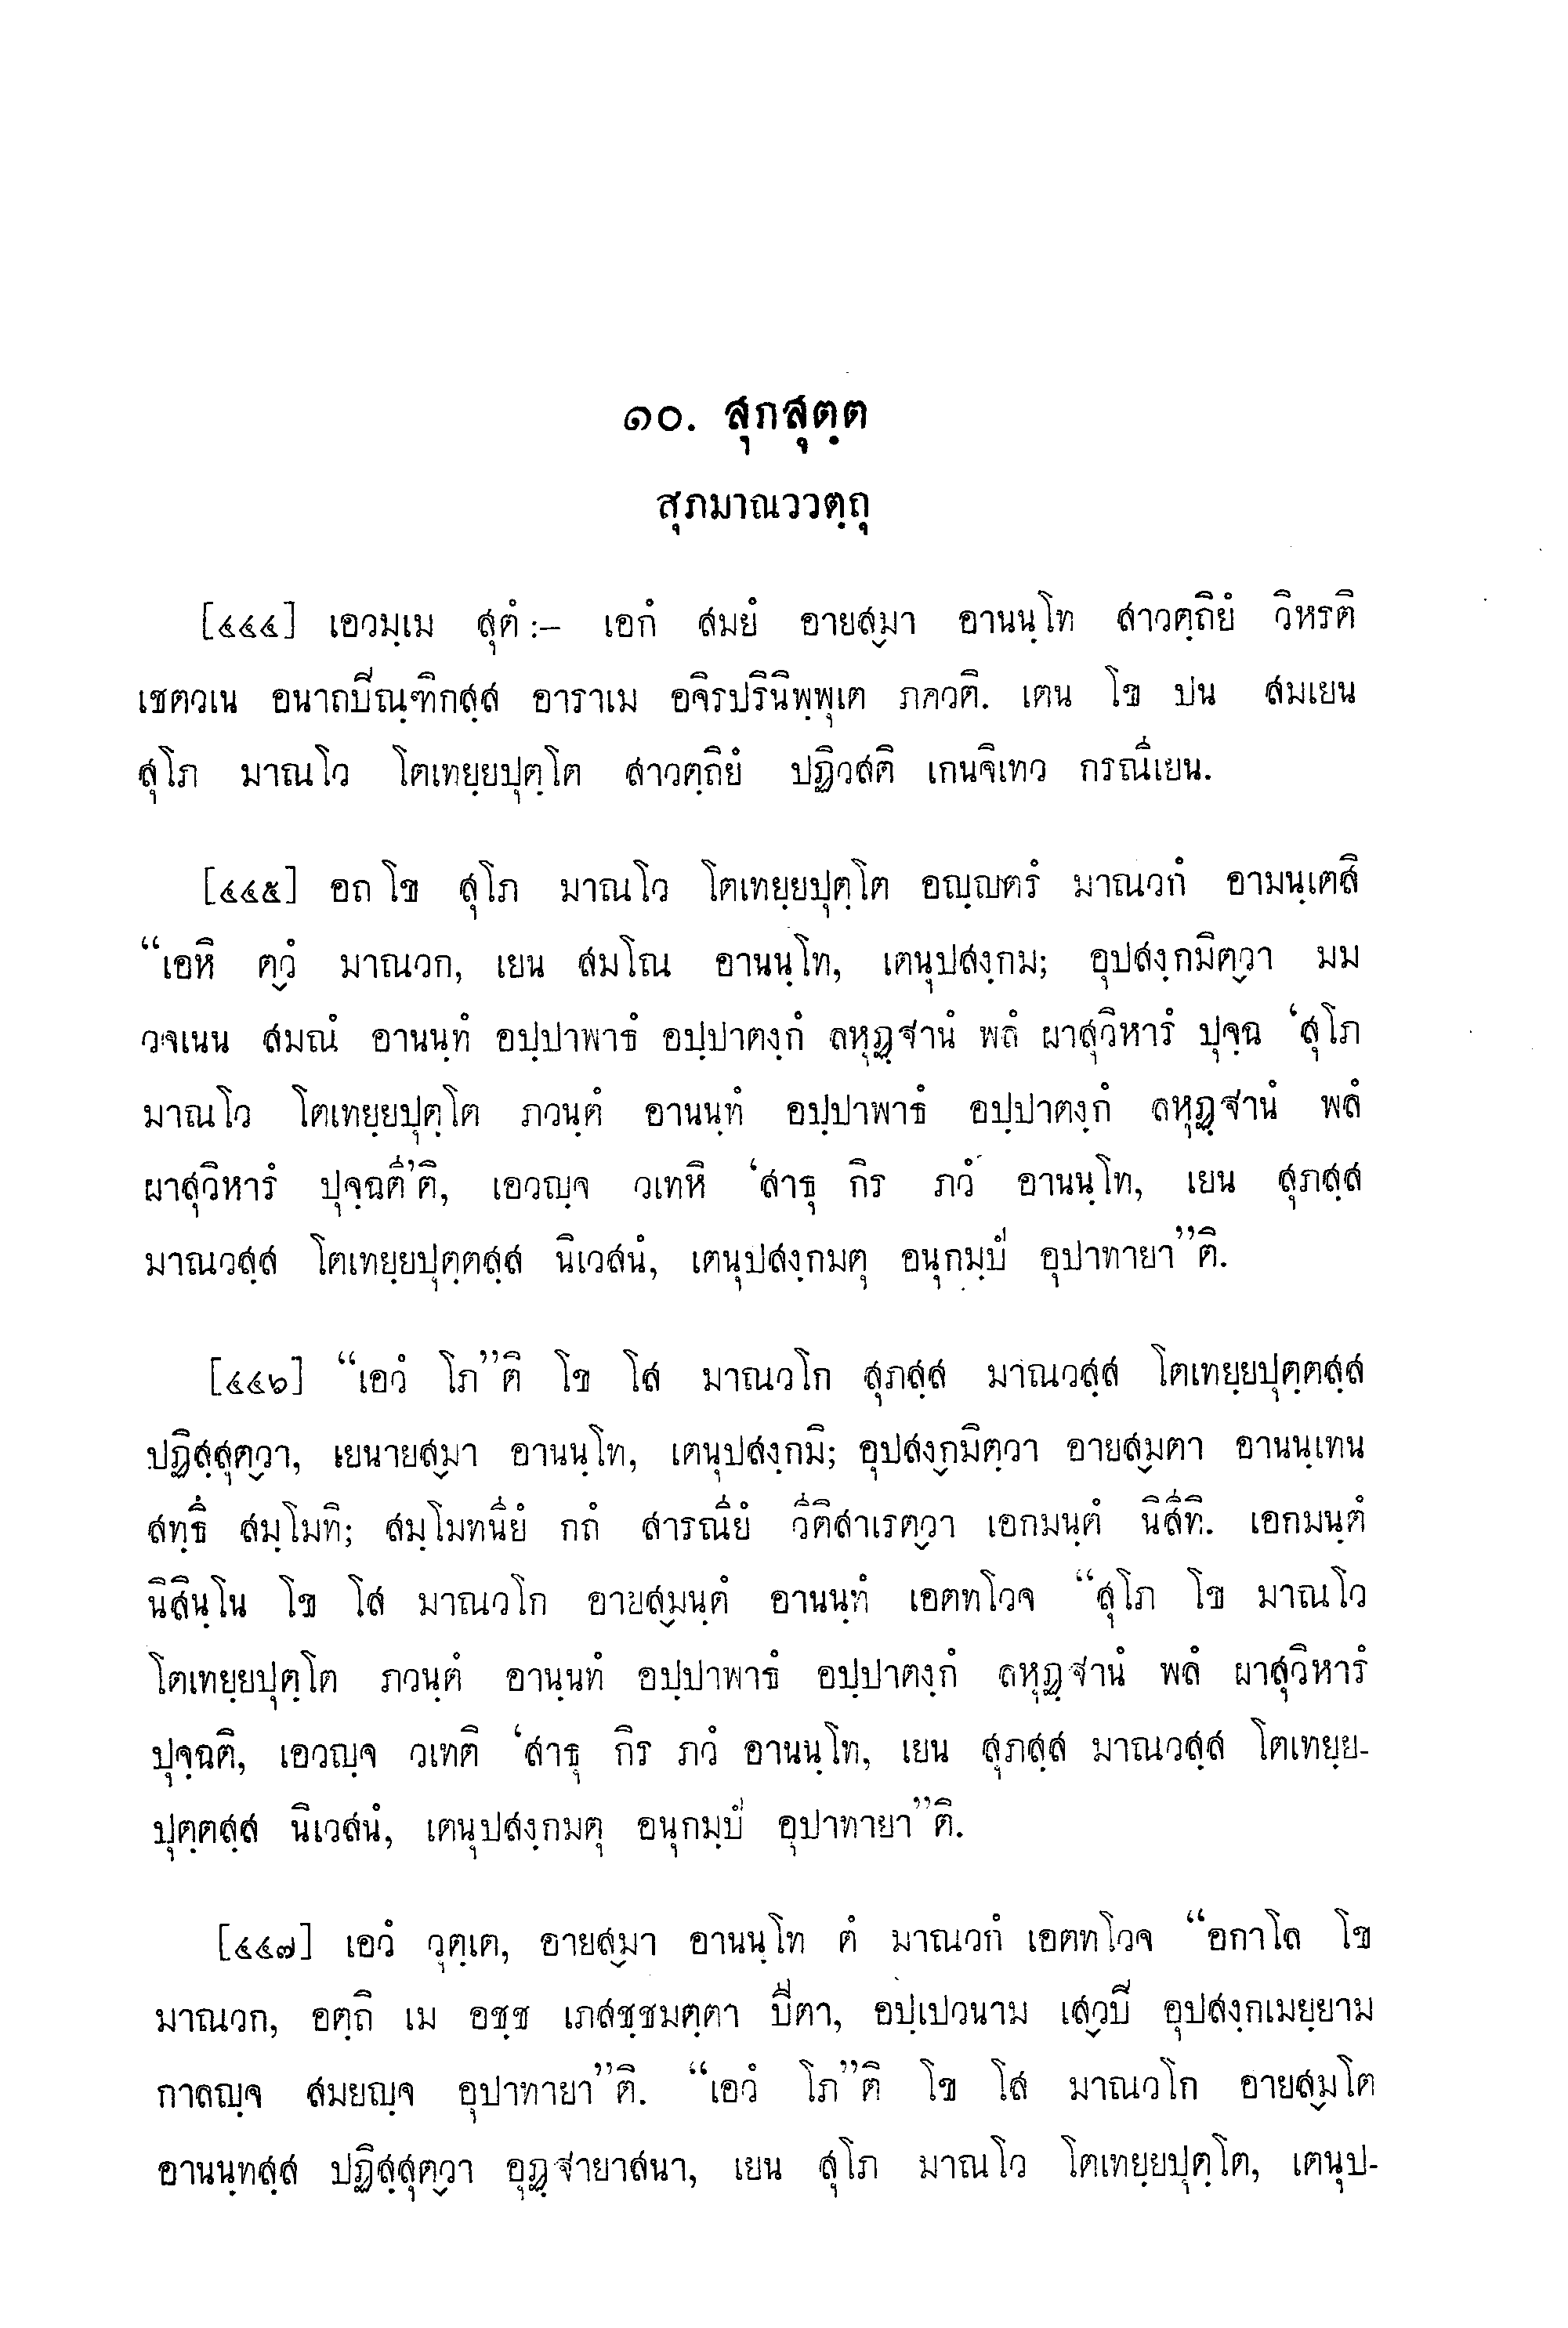 ๑๐. สุภสุตฺต
สุภมาณววตฺถุ
[๔๔๔] เอวมฺเม สุตํ :– เอกํ สมยํ อายสฺมา อานนฺโท สาวตฺถิยํ วิหรติ
เชตวเน อนาถปิณฺฑิกสฺส อาราเม อจิรปรินิพฺพุเต ภควติ. เตน โข ปน สมเยน
สุโภ มาณโว โตเทยฺยปุตฺโต สาวตฺถิยํ ปฏิวสติ เกนจิเทว กรณีเยน.
[๔๔๕] อถ โข สุโภ มาณโว โตเทยฺยปุตฺโต อญฺญตรํ มาณวกํ อามนฺเตสิ
“เอหิ ตฺวํ มาณวก, เยน สมโณ อานนฺโท, เตนุปสงฺกม; อุปสงฺกมิตฺวา มม
วจเนน สมณํ อานนฺทํ อปฺปาพาธํ อปฺปาตงฺกํ ลหุฏฺฐานํ พลํ ผาสุวิหารํ ปุจฺฉ ‘สุโภ
มาณโว โตเทยฺยปุตฺโต ภวนฺตํ อานนฺทํ อปฺปาพาธํ อปฺปาตงฺกํ ลหุฏฺฐานํ พลํ
ผาสุวิหารํ ปุจฺฉตี’ติ, เอวญฺจ วเทหิ ‘สาธุ กิร ภวํ อานนฺโท, เยน สุภสฺส
มาณวสฺส โตเทยฺยปุตฺตสฺส นิเวสนํ, เตนุปสงฺกมตุ อนุกมฺปํ อุปาทายา”ติ.
[๔๔๖] “เอวํ โภ”ติ โข โส มาณวโก สุภสฺส มาณวสฺส โตเทยฺยปุตฺตสฺส
ปฏิสฺสุตฺวา, เยนายสฺมา อานนฺโท, เตนุปสงฺกมิ; อุปสงฺกมิตฺวา อายสฺมตา อานนฺเทน
สทฺธึ สมฺโมทิ; สมฺโมทนียํ กถํ สารณียํ วีติสาเรตฺวา เอกมนฺตํ นิสีทิ. เอกมนฺตํ
นิสินฺโน โข โส มาณวโก อายสฺมนฺตํ อานนฺทํ เอตทโวจ “สุโภ โข มาณโว
โตเทยฺยปุตฺโต ภวนฺตํ อานฺนทํ อปฺปาพาธํ อปฺปาตงฺกํ ลหุฏฺฐานํ พลํ ผาสุวิหารํ
ปุจฺฉติ, เอวญฺจ วเทติ ‘สาธุ กิร ภวํ อานนฺโท, เยน สุภสฺส มาณวสฺส โตเทยฺย-
ปุตฺตสฺส นิเวสนํ, เตนุปสงฺกมตุ อนุกมฺปํ อุปาทายา”ติ.
[๔๔๗] เอวํ วุตฺเต, อายสฺมา อานนฺโท ตํ มาณวกํ เอตทโวจ “อกาโล โข
มาณวก, อตฺถิ เม อชฺช เภสชฺชมตฺตา ปีตา, อปฺเปวนาม เสฺวปิ อุปสงฺกเมยฺยาม
กาลญฺจ สมยญฺจ อุปาทายา”ติ. “เอวํ โภ”ติ โข โส มาณวโก อายสฺมโต
อานนฺทสฺส ปฏิสฺสุตฺวา อุฏฺฐายาสนา, เยน สุโภ มาณโว โตเทยฺยปุตฺโต, เตนุป-